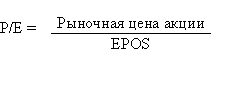 P/E = Рыночная цена акции
EPOS